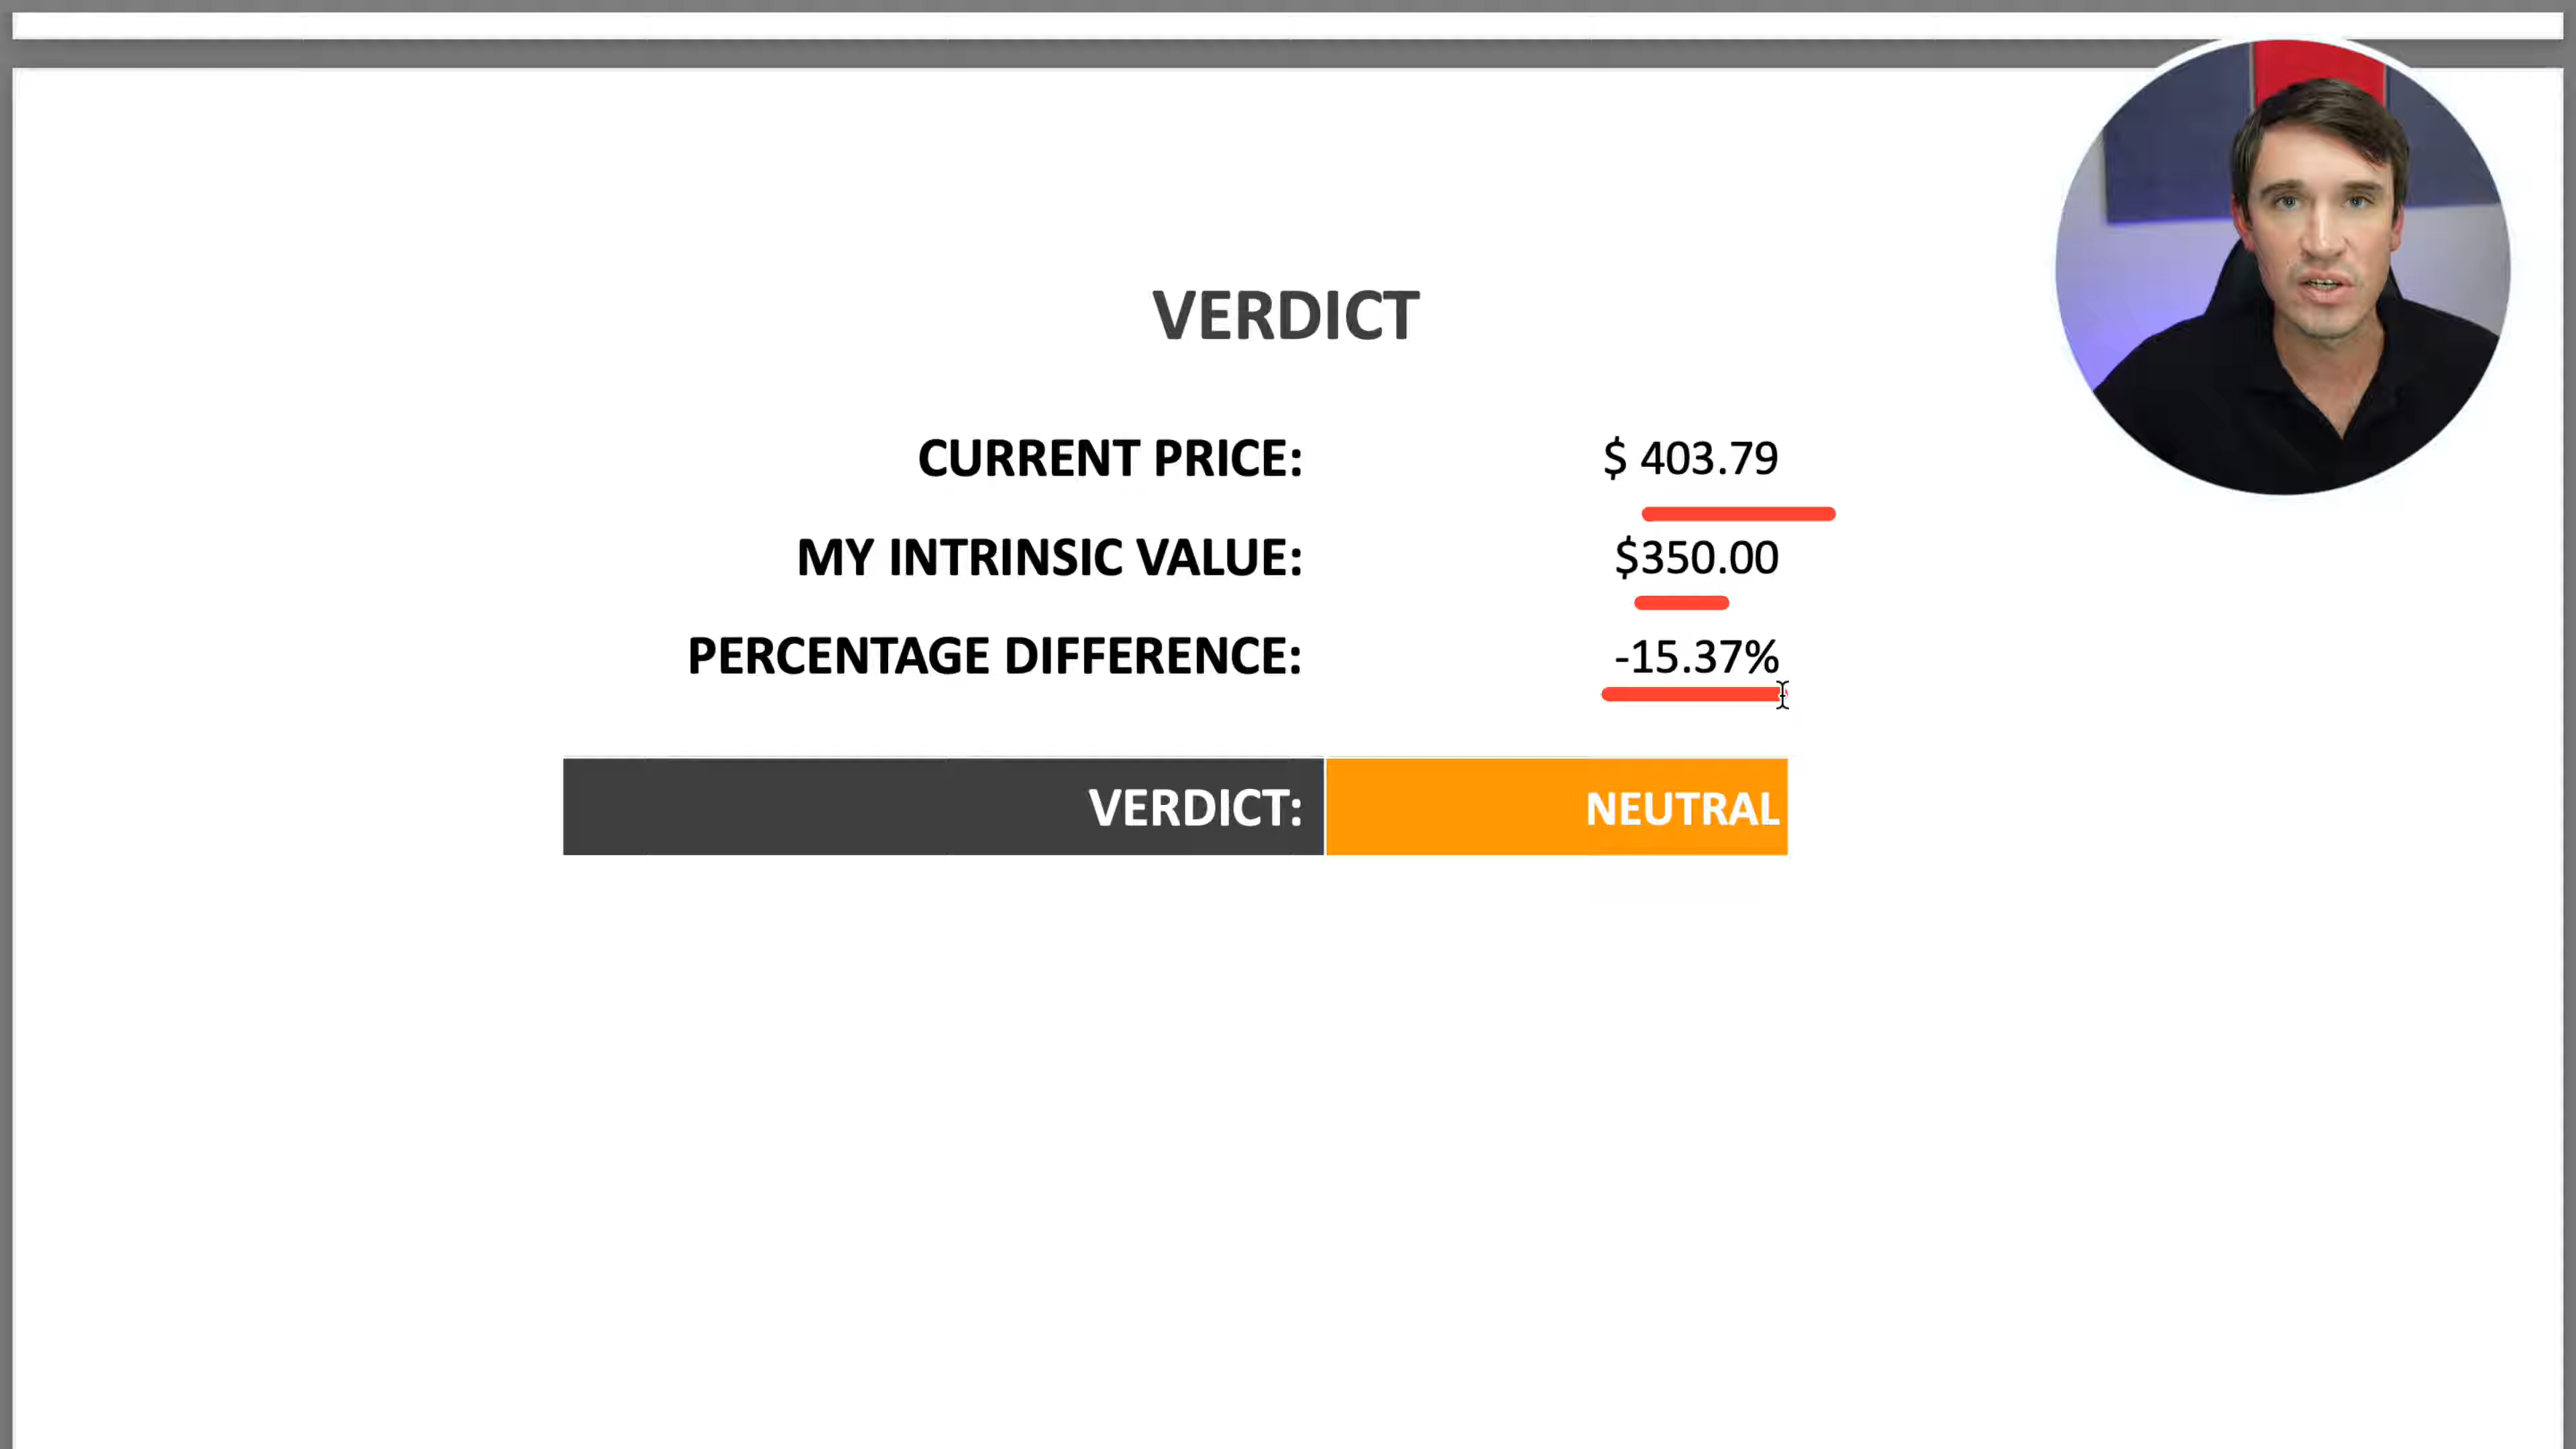 VERDICT
CURRENT PRICE: $ 403.79
MY INTRINSIC VALUE: $350.00
PERCENTAGE DIFFERENCE: -15.37%
VERDICT: NEUTRAL